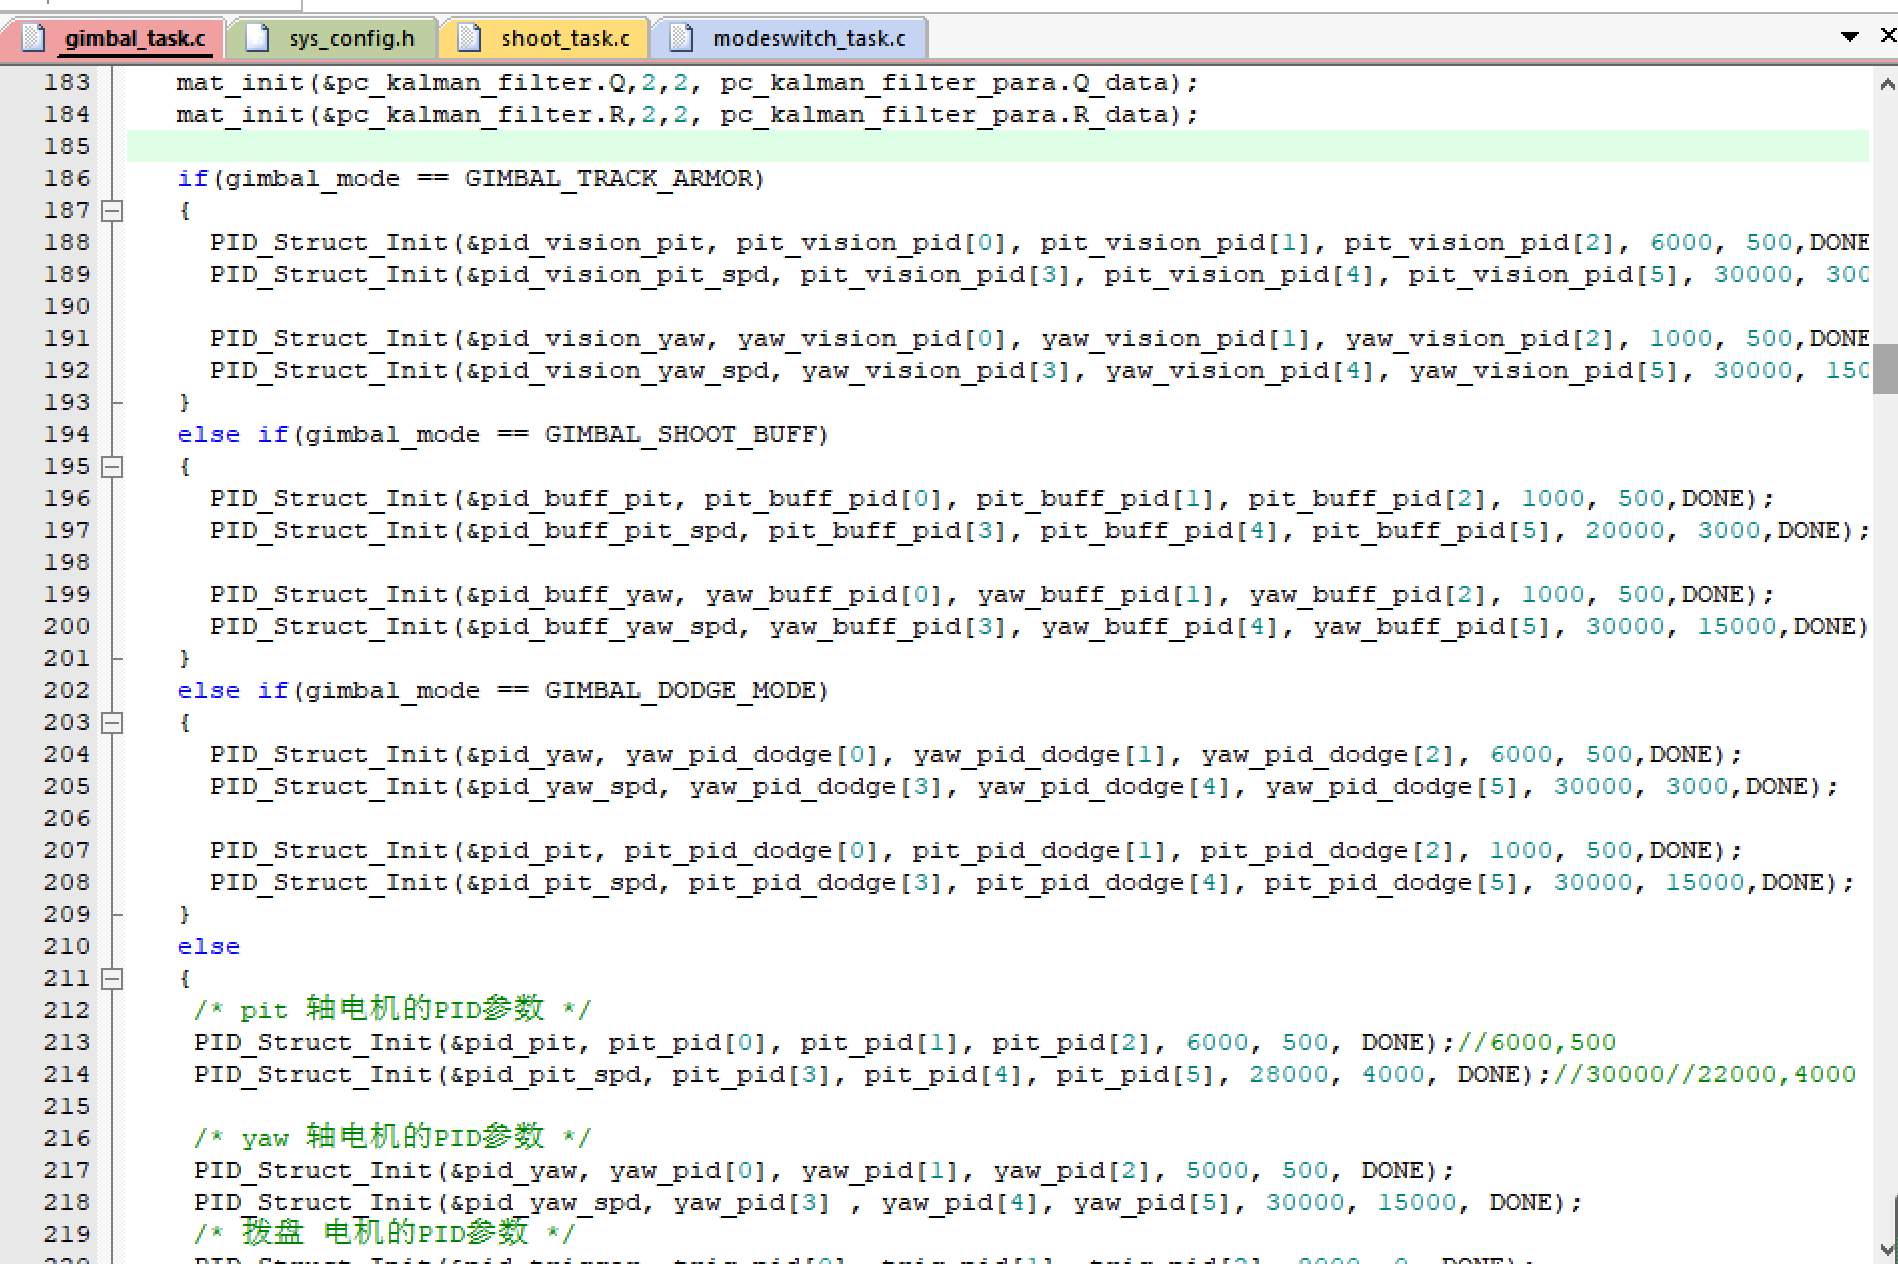 gimbal_task.c sys_config.h shoot_task.c modeswitch_task.c
183 mat_init(&pc_kalman_filter.Q,2,2, pc_kalman_filter_para.Q_data);
184 mat_init(&pc_kalman_filter.R,2,2, pc_kalman_filter_para.R_data);
185
186 if(gimbal_mode == GIMBAL_TRACK_ARMOR)
187 {
188 PID_Struct_Init(&pid_vision_pit, pit_vision_pid[0], pit_vision_pid[1], pit_vision_pid[2], 6000, 500,DONE
189 PID_Struct_Init(&pid_vision_pit_spd, pit_vision_pid[3], pit_vision_pid[4], pit_vision_pid[5], 30000, 300
190
191 PID_Struct_Init(&pid_vision_yaw, yaw_vision_pid[0], yaw_vision_pid[1], yaw_vision_pid[2], 1000, 500,DONE
192 PID_Struct_Init(&pid_vision_yaw_spd, yaw_vision_pid[3], yaw_vision_pid[4], yaw_vision_pid[5], 30000, 150
193 }
194 else if(gimbal_mode == GIMBAL_SHOOT_BUFF)
195 {
196 PID_Struct_Init(&pid_buff_pit, pit_buff_pid[0], pit_buff_pid[1], pit_buff_pid[2], 1000, 500,DONE);
197 PID_Struct_Init(&pid_buff_pit_spd, pit_buff_pid[3], pit_buff_pid[4], pit_buff_pid[5], 20000, 3000,DONE);
198
199 PID_Struct_Init(&pid_buff_yaw, yaw_buff_pid[0], yaw_buff_pid[1], yaw_buff_pid[2], 1000, 500,DONE);
200 PID_Struct_Init(&pid_buff_yaw_spd, yaw_buff_pid[3], yaw_buff_pid[4], yaw_buff_pid[5], 30000, 15000,DONE)
201 }
202 else if(gimbal_mode == GIMBAL_DODGE_MODE)
203 {
204 PID_Struct_Init(&pid_yaw, yaw_pid_dodge[0], yaw_pid_dodge[1], yaw_pid_dodge[2], 6000, 500,DONE);
205 PID_Struct_Init(&pid_yaw_spd, yaw_pid_dodge[3], yaw_pid_dodge[4], yaw_pid_dodge[5], 30000, 3000,DONE);
206
207 PID_Struct_Init(&pid_pit, pit_pid_dodge[0], pit_pid_dodge[1], pit_pid_dodge[2], 1000, 500,DONE);
208 PID_Struct_Init(&pid_pit_spd, pit_pid_dodge[3], pit_pid_dodge[4], pit_pid_dodge[5], 30000, 15000,DONE);
209 }
210 else
211 {
212 /* pit 轴电机的PID参数 */
213 PID_Struct_Init(&pid_pit, pit_pid[0], pit_pid[1], pit_pid[2], 6000, 500, DONE);//6000,500
214 PID_Struct_Init(&pid_pit_spd, pit_pid[3], pit_pid[4], pit_pid[5], 28000, 4000, DONE);//30000//22000,4000
215
216 /* yaw 轴电机的PID参数 */
217 PID_Struct_Init(&pid_yaw, yaw_pid[0], yaw_pid[1], yaw_pid[2], 5000, 500, DONE);
218 PID_Struct_Init(&pid_yaw_spd, yaw_pid[3] , yaw_pid[4], yaw_pid[5], 30000, 15000, DONE);
219 /* 拨盘 电机的PID参数 */